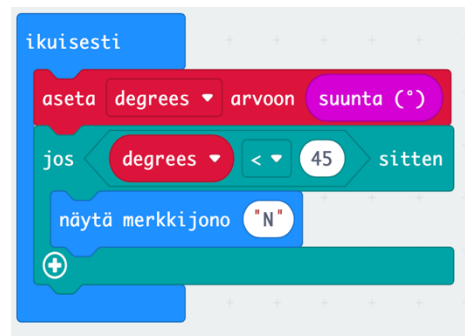 ikuisesti
aseta degrees arvoon suunta (°)
jos degrees < 45 sitten
näytä merkkijono "N"